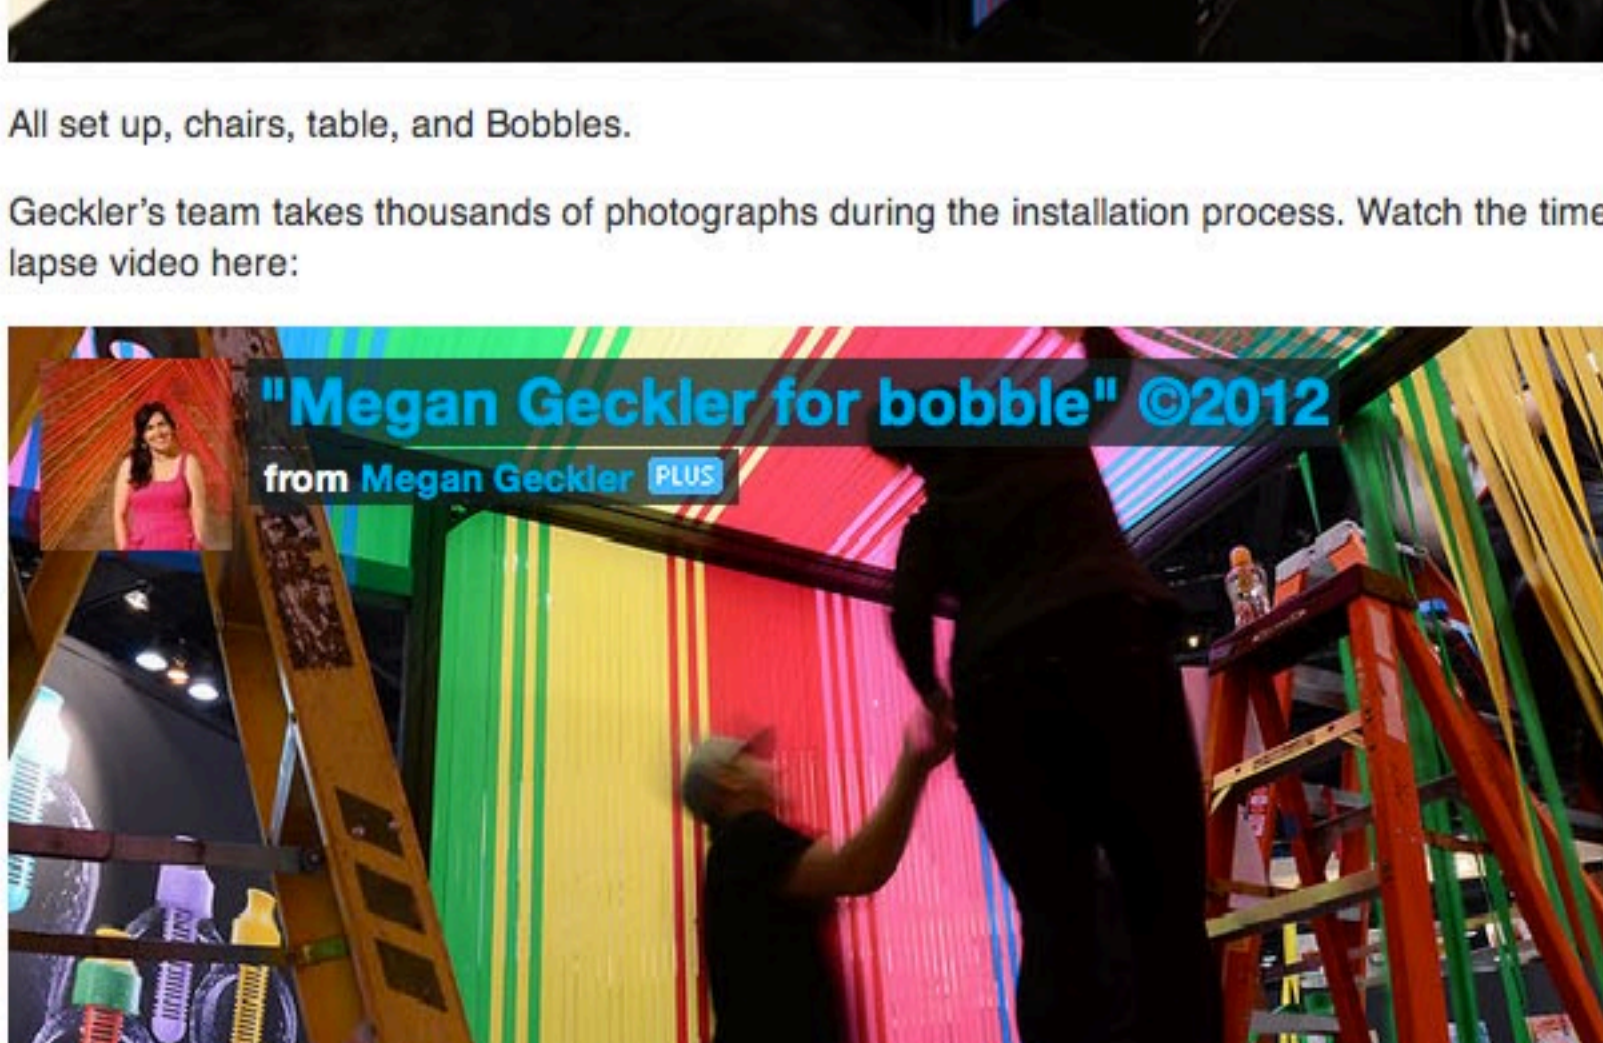 All set up, chairs, table, and Bobbles.
Geckler’s team takes thousands of photographs during the installation process. Watch the time
lapse video here:
"Megan Geckler for bobble" ©2012
from Megan Geckler PLUS